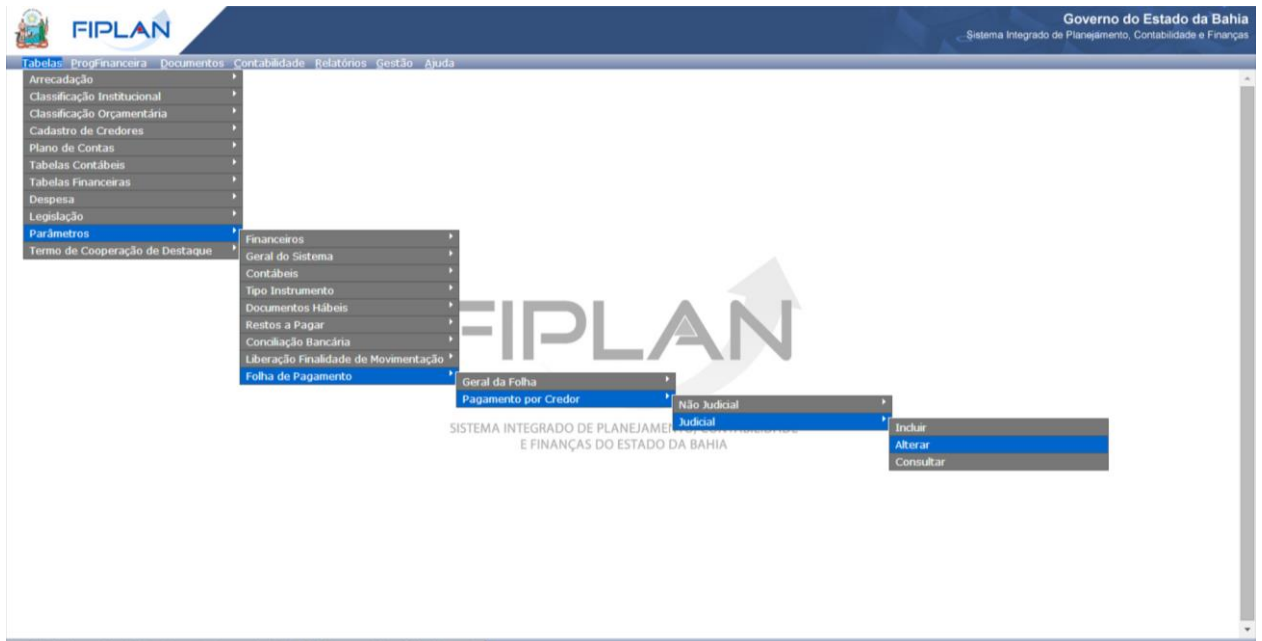 FIPLAN
Governo do Estado da Bahia
Sistema Integrado de Planejamento, Contabilidade e Finanças
Tabelas ProgFinanceira Documentos Contabilidade Relatórios Gestão Ajuda
Arrecadação
Classificação Institucional
Classificação Orçamentária
Cadastro de Credores
Plano de Contas
Tabelas Contábeis
Tabelas Financeiras
Despesa
Legislação
Parâmetros
Termo de Cooperação de Destaque
Financeiros
Geral do Sistema
Contábeis
Tipo Instrumento
Documentos Hábeis
Restos a Pagar
Conciliação Bancária
Liberação Finalidade de Movimentação
Folha de Pagamento
Geral da Folha
Pagamento por Credor
Não Judicial
Judicial
Incluir
Alterar
Consultar
FIPLAN
SISTEMA INTEGRADO DE
E FINANÇAS DO ESTADO DA BAHIA